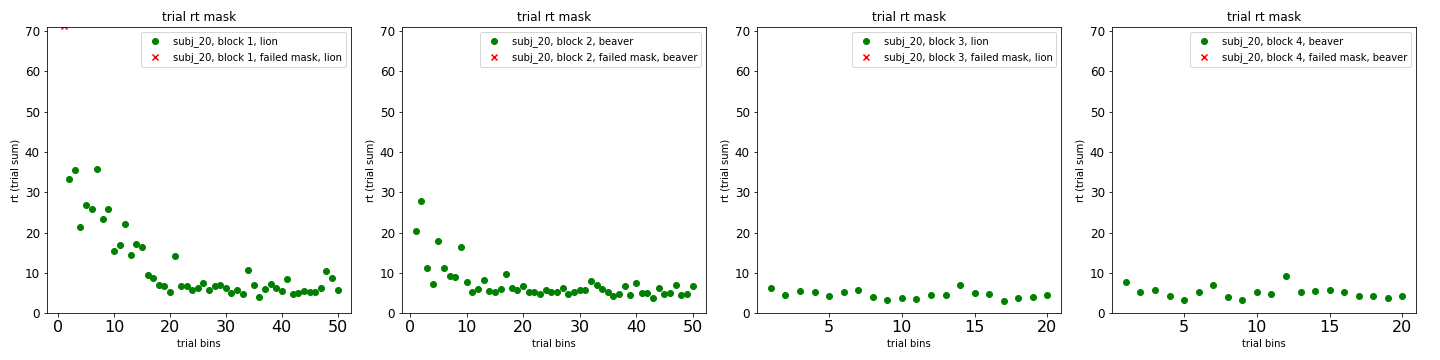 trial rt mask
subj_20, block 1, lion
subj_20, block 1, failed mask, lion
rt (trial sum)
70
60
50
40
30
20
10
0
0 10 20 30 40 50
trial bins
trial rt mask
subj_20, block 2, beaver
subj_20, block 2, failed mask, beaver
rt (trial sum)
70
60
50
40
30
20
10
0
0 10 20 30 40 50
trial bins
trial rt mask
subj_20, block 3, lion
subj_20, block 3, failed mask, lion
rt (trial sum)
70
60
50
40
30
20
10
0
5 10 15 20
trial bins
trial rt mask
subj_20, block 4, beaver
subj_20, block 4, failed mask, beaver
rt (trial sum)
70
60
50
40
30
20
10
0
5 10 15 20
trial bins